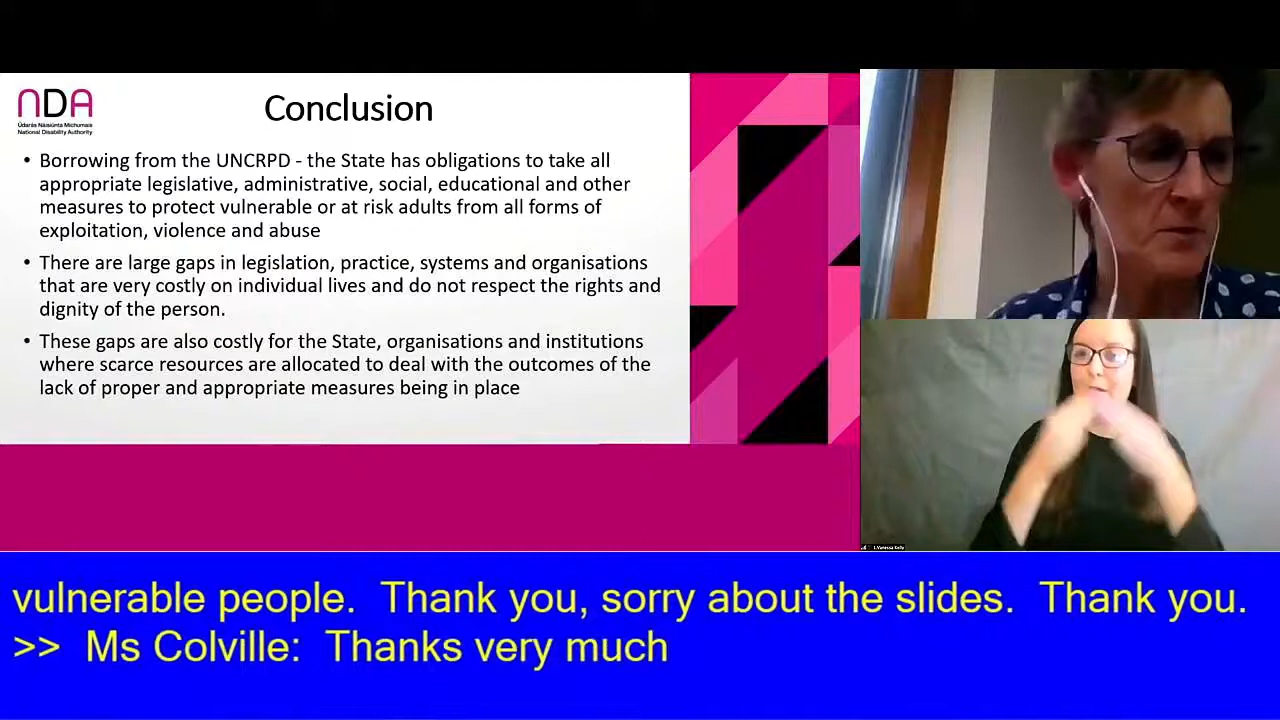 NDA
Údarás Náisiúnta Míchumais
National Disability Authority
Conclusion
• Borrowing from the UNCRPD - the State has obligations to take all
appropriate legislative, administrative, social, educational and other
measures to protect vulnerable or at risk adults from all forms of
exploitation, violence and abuse
• There are large gaps in legislation, practice, systems and organisations
that are very costly on individual lives and do not respect the rights and
dignity of the person.
• These gaps are also costly for the State, organisations and institutions
where scarce resources are allocated to deal with the outcomes of the
lack of proper and appropriate measures being in place
Vanessa Kelly
vulnerable people.  Thank you, sorry about the slides.  Thank you.
>>  Ms Colville:  Thanks very much